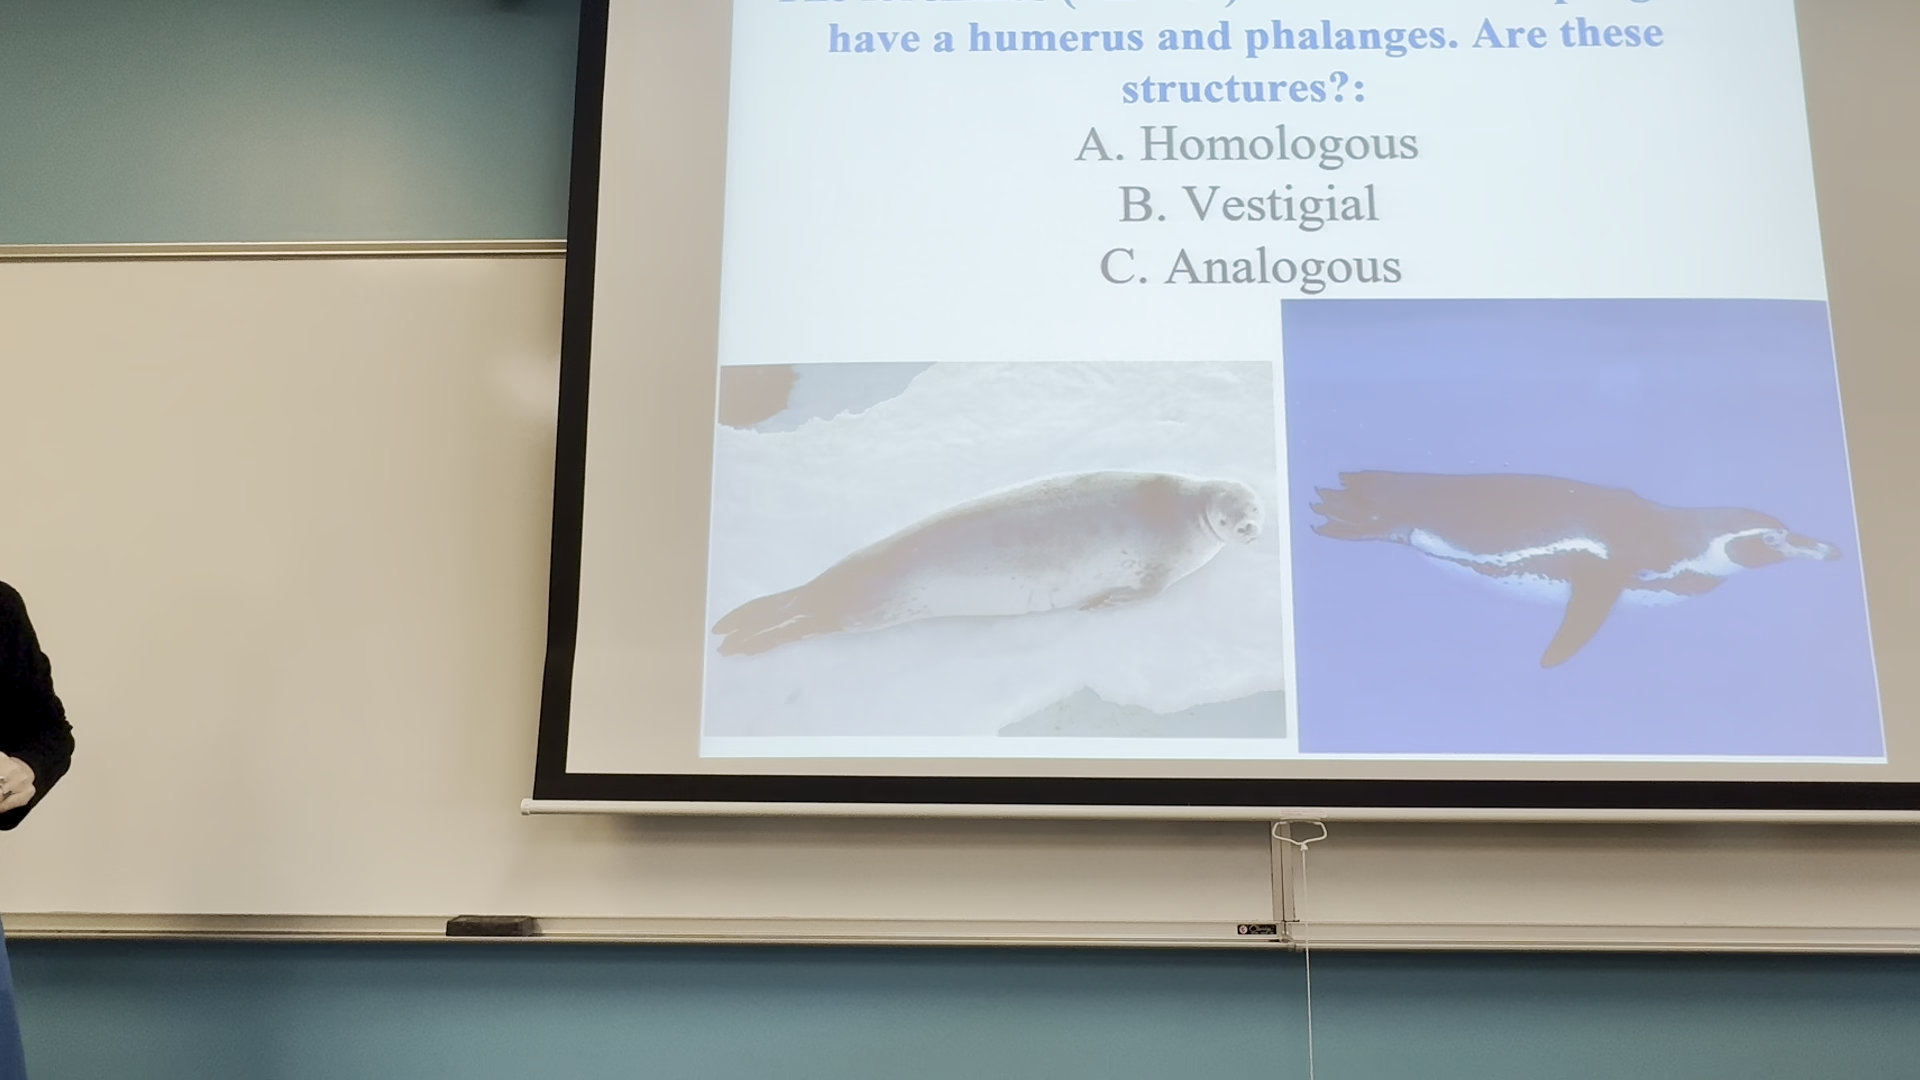 have a humerus and phalanges. Are these
structures?:
A. Homologous
B. Vestigial
C. Analogous